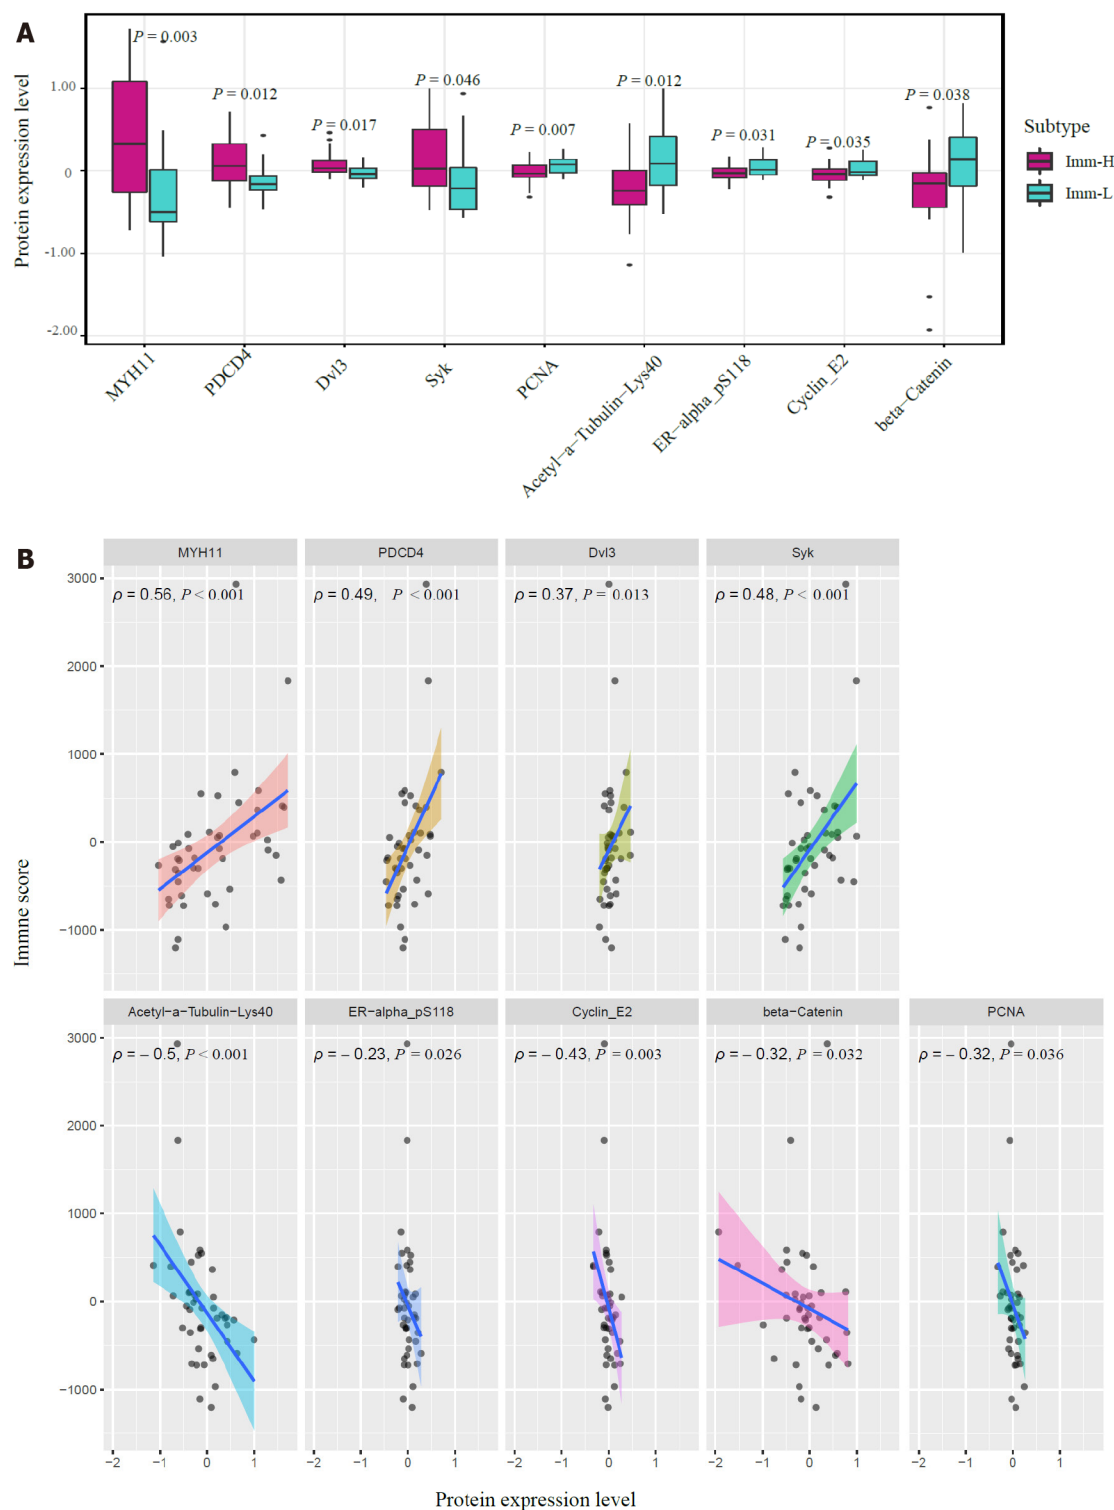 A
P = 0.003
P = 0.012
P = 0.017
P = 0.046
P = 0.007
P = 0.012
P = 0.031
P = 0.035
P = 0.038
Protein expression level
1.00
0
-1.00
-2.00
MYH11
PDCD4
Dvl3
Syk
PCNA
Acetyl-a-Tubulin-Lys40
ER-alpha_pS118
Cyclin_E2
beta-Catenin
Subtype
Imm-H
Imm-L
B
MYH11 PDCD4 Dvl3 Syk
ρ = 0.56, P < 0.001
ρ = 0.49, P < 0.001
ρ = 0.37, P = 0.013
ρ = 0.48, P < 0.001
3000
2000
1000
0
-1000
Immne score
Acetyl-a-Tubulin-Lys40 ER-alpha_pS118 Cyclin_E2 beta-Catenin PCNA
ρ = - 0.5, P < 0.001
ρ = - 0.23, P = 0.026
ρ = - 0.43, P = 0.003
ρ = - 0.32, P = 0.032
ρ = - 0.32, P = 0.036
3000
2000
1000
0
-1000
-2 -1 0 1 -2 -1 0 1 -2 -1 0 1 -2 -1 0 1 -2 -1 0 1
Protein expression level